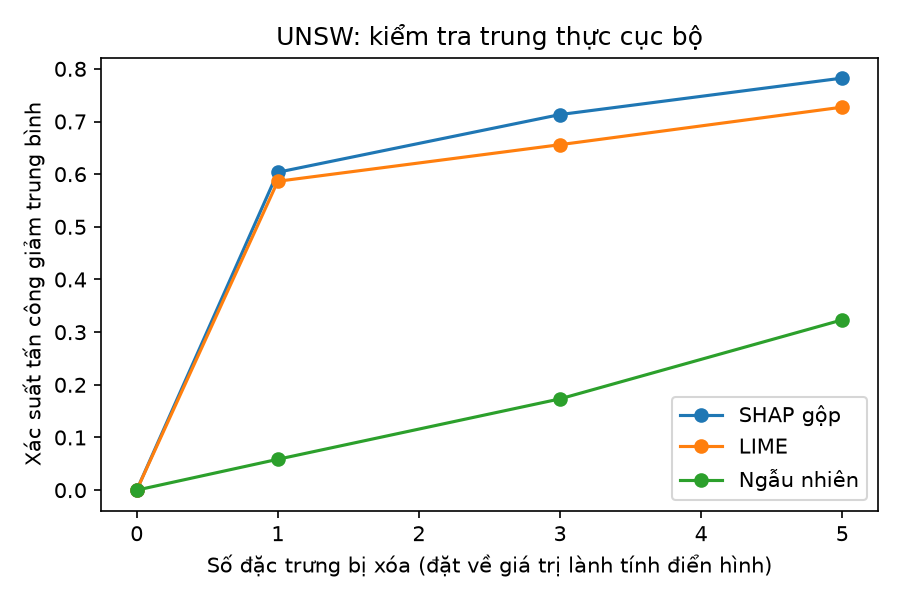 UNSW: kiểm tra trung thực cục bộ
Xác suất tấn công giảm trung bình
0.8
0.7
0.6
0.5
0.4
0.3
0.2
0.1
0.0
SHAP gộp
LIME
Ngẫu nhiên
0 1 2 3 4 5
Số đặc trưng bị xóa (đặt về giá trị lành tính điển hình)